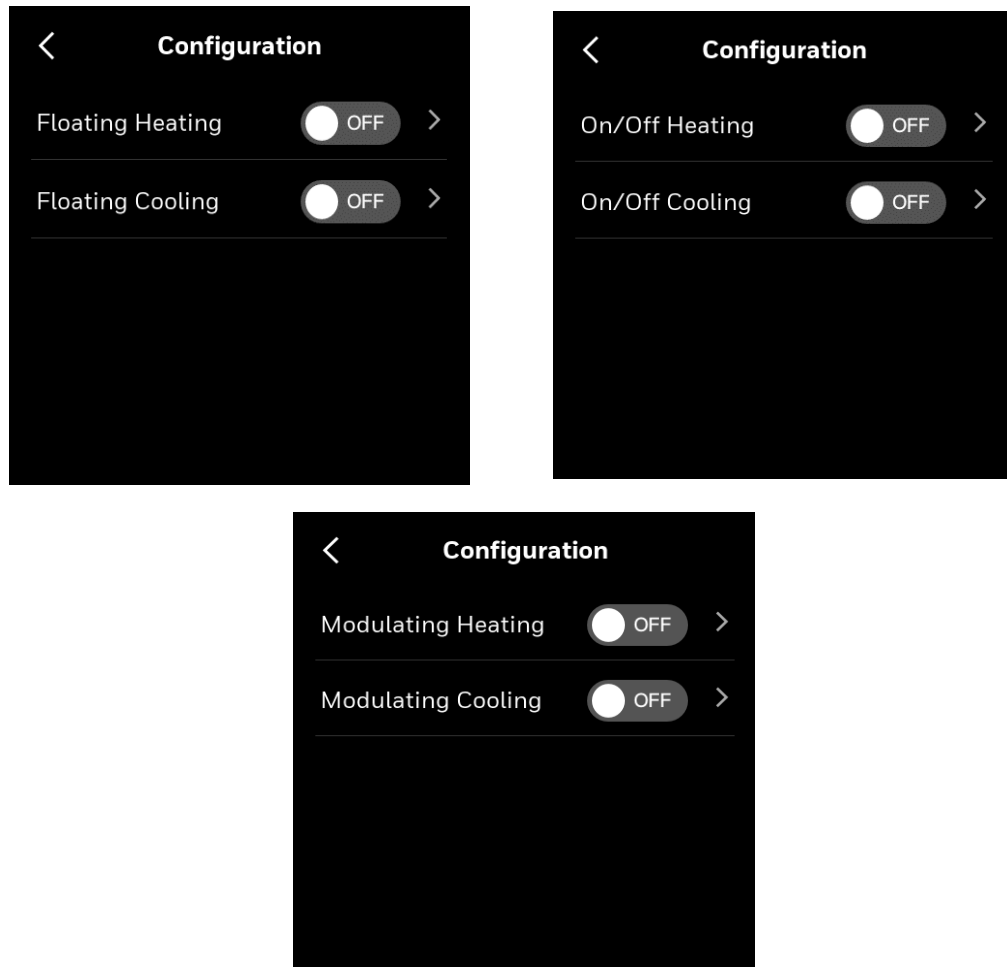 Configuration
Floating Heating OFF
Floating Cooling OFF
Configuration
On/Off Heating OFF
On/Off Cooling OFF
Configuration
Modulating Heating OFF
Modulating Cooling OFF